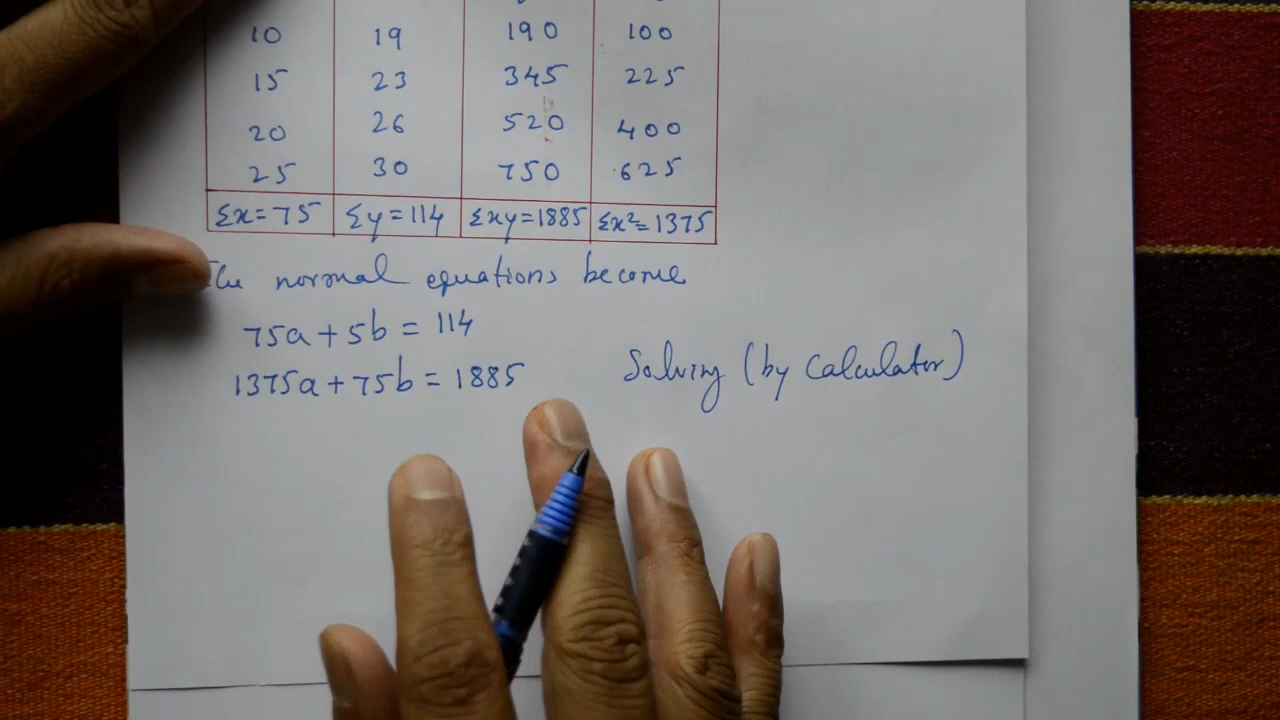 10 19 190 100
15 23 345 225
20 26 520 400
25 30 750 625
Σx=75 Σy=114 Σxy=1885 Σx²=1375
The normal equations become
75a+5b=114
1375a+75b=1885 Solving (by Calculator)